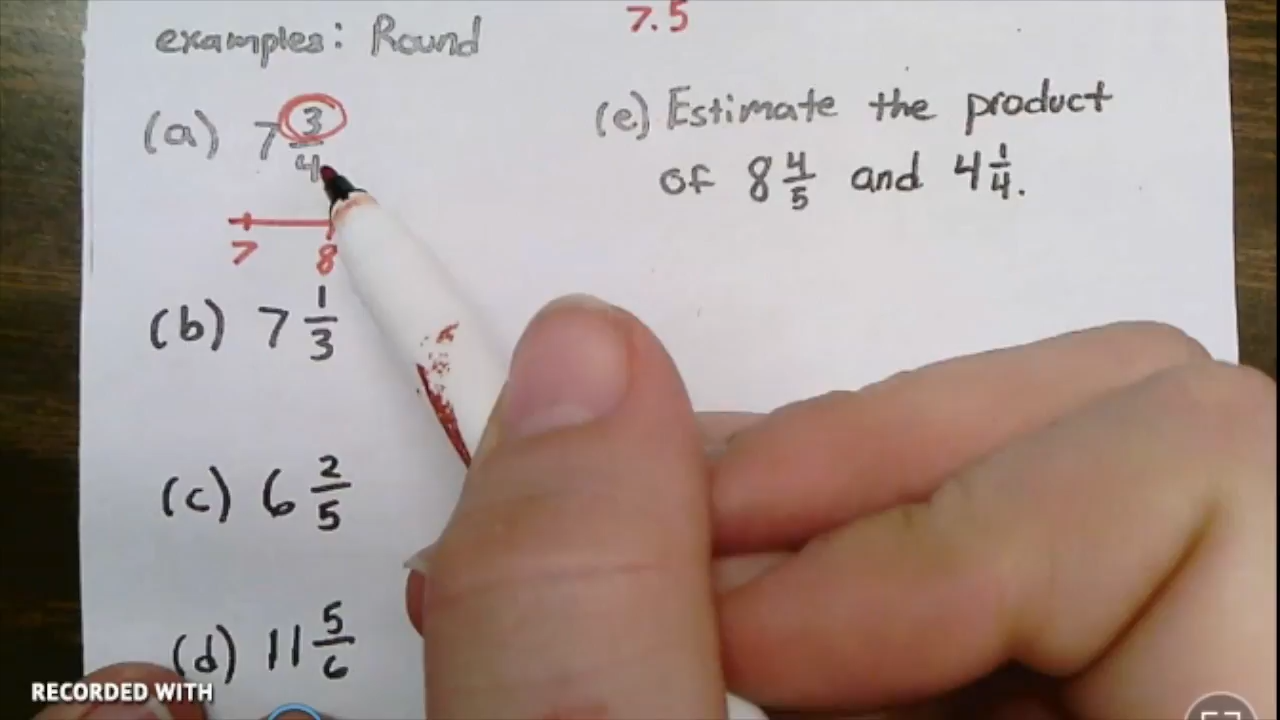 7.5
examples: Round
(a) 7 3/4
7 8
(b) 7 1/3
(c) 6 2/5
(d) 11 5/6
(e) Estimate the product
of 8 4/5 and 4 1/4.
RECORDED WITH